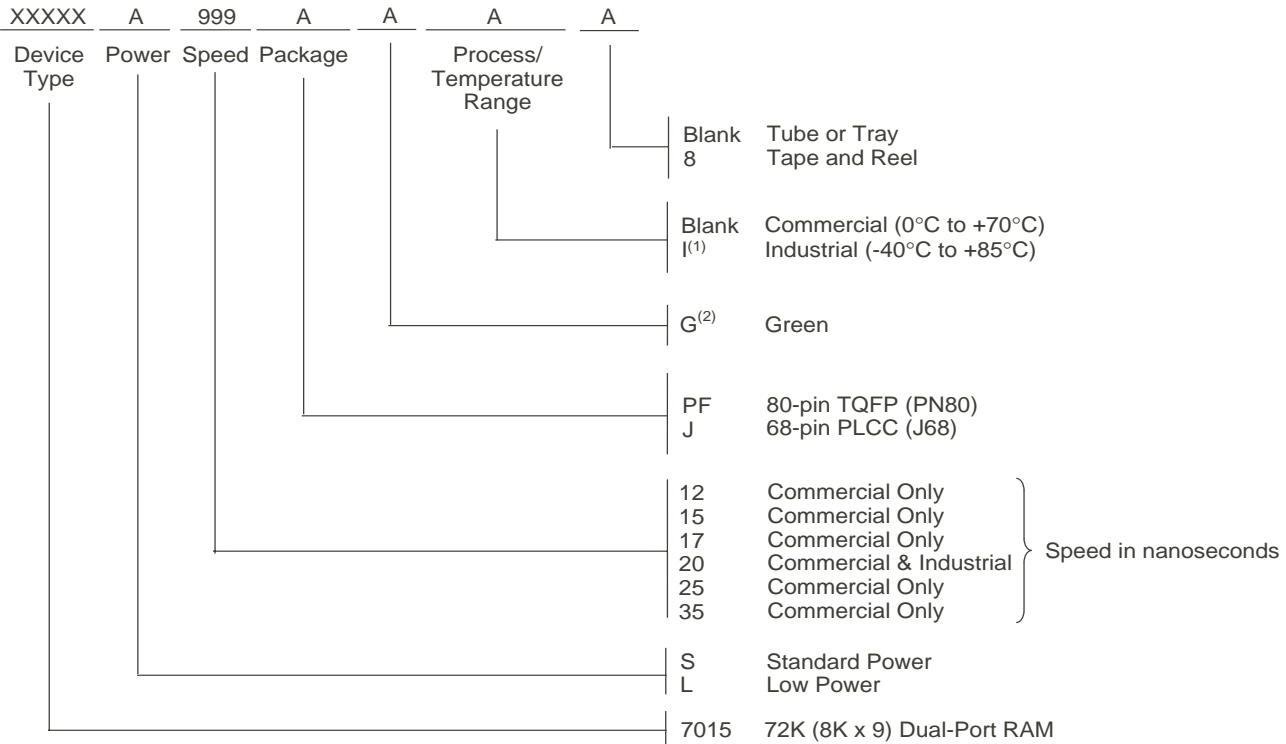 XXXXX A 999 A A A A
Device Type Power Speed Package Process/ Temperature Range
Blank Tube or Tray
8 Tape and Reel
Blank Commercial (0°C to +70°C)
I(1) Industrial (-40°C to +85°C)
G(2) Green
PF 80-pin TQFP (PN80)
J 68-pin PLCC (J68)
12 Commercial Only
15 Commercial Only
17 Commercial Only
20 Commercial & Industrial
25 Commercial Only
35 Commercial Only
Speed in nanoseconds
S Standard Power
L Low Power
7015 72K (8K x 9) Dual-Port RAM